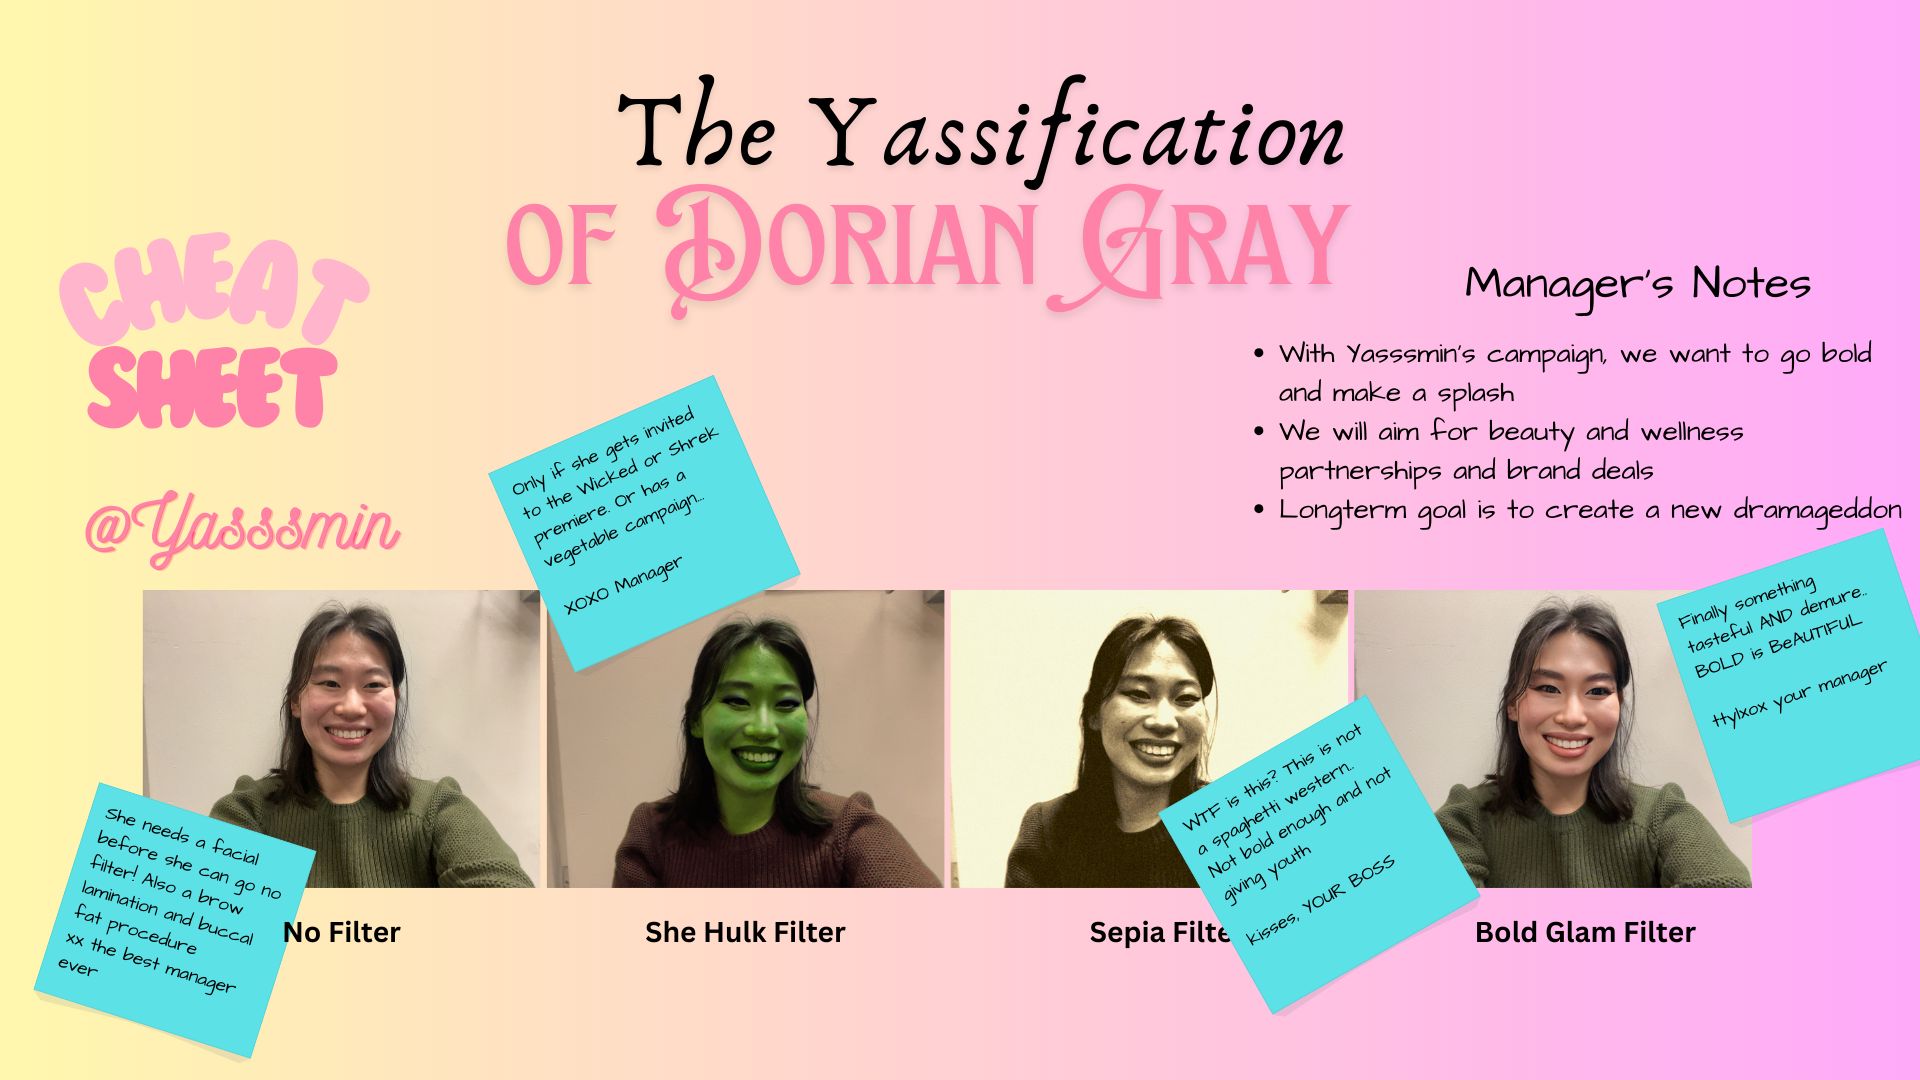 The Yassification
OF DORIAN GRAY
CHEAT
SHEET
@Yasssmin
Manager's Notes
• With Yasssmin's campaign, we want to go bold
and make a splash
• We will aim for beauty and wellness
partnerships and brand deals
• Longterm goal is to create a new dramageddon
Only if she gets invited
to the Wicked or Shrek
premiere. Or has a
vegetable campaign...
XOXO Manager
Finally something
tasteful AND demure..
BOLD is BeAUTIFUL
ttylxox your manager
WTF is this? This is not
a spaghetti western..
Not bold enough and not
giving youth
kisses, YOUR BOSS
She needs a facial
before she can go no
filter! Also a brow
lamination and buccal
fat procedure
xx the best manager
ever
No Filter
She Hulk Filter
Sepia Filte
Bold Glam Filter